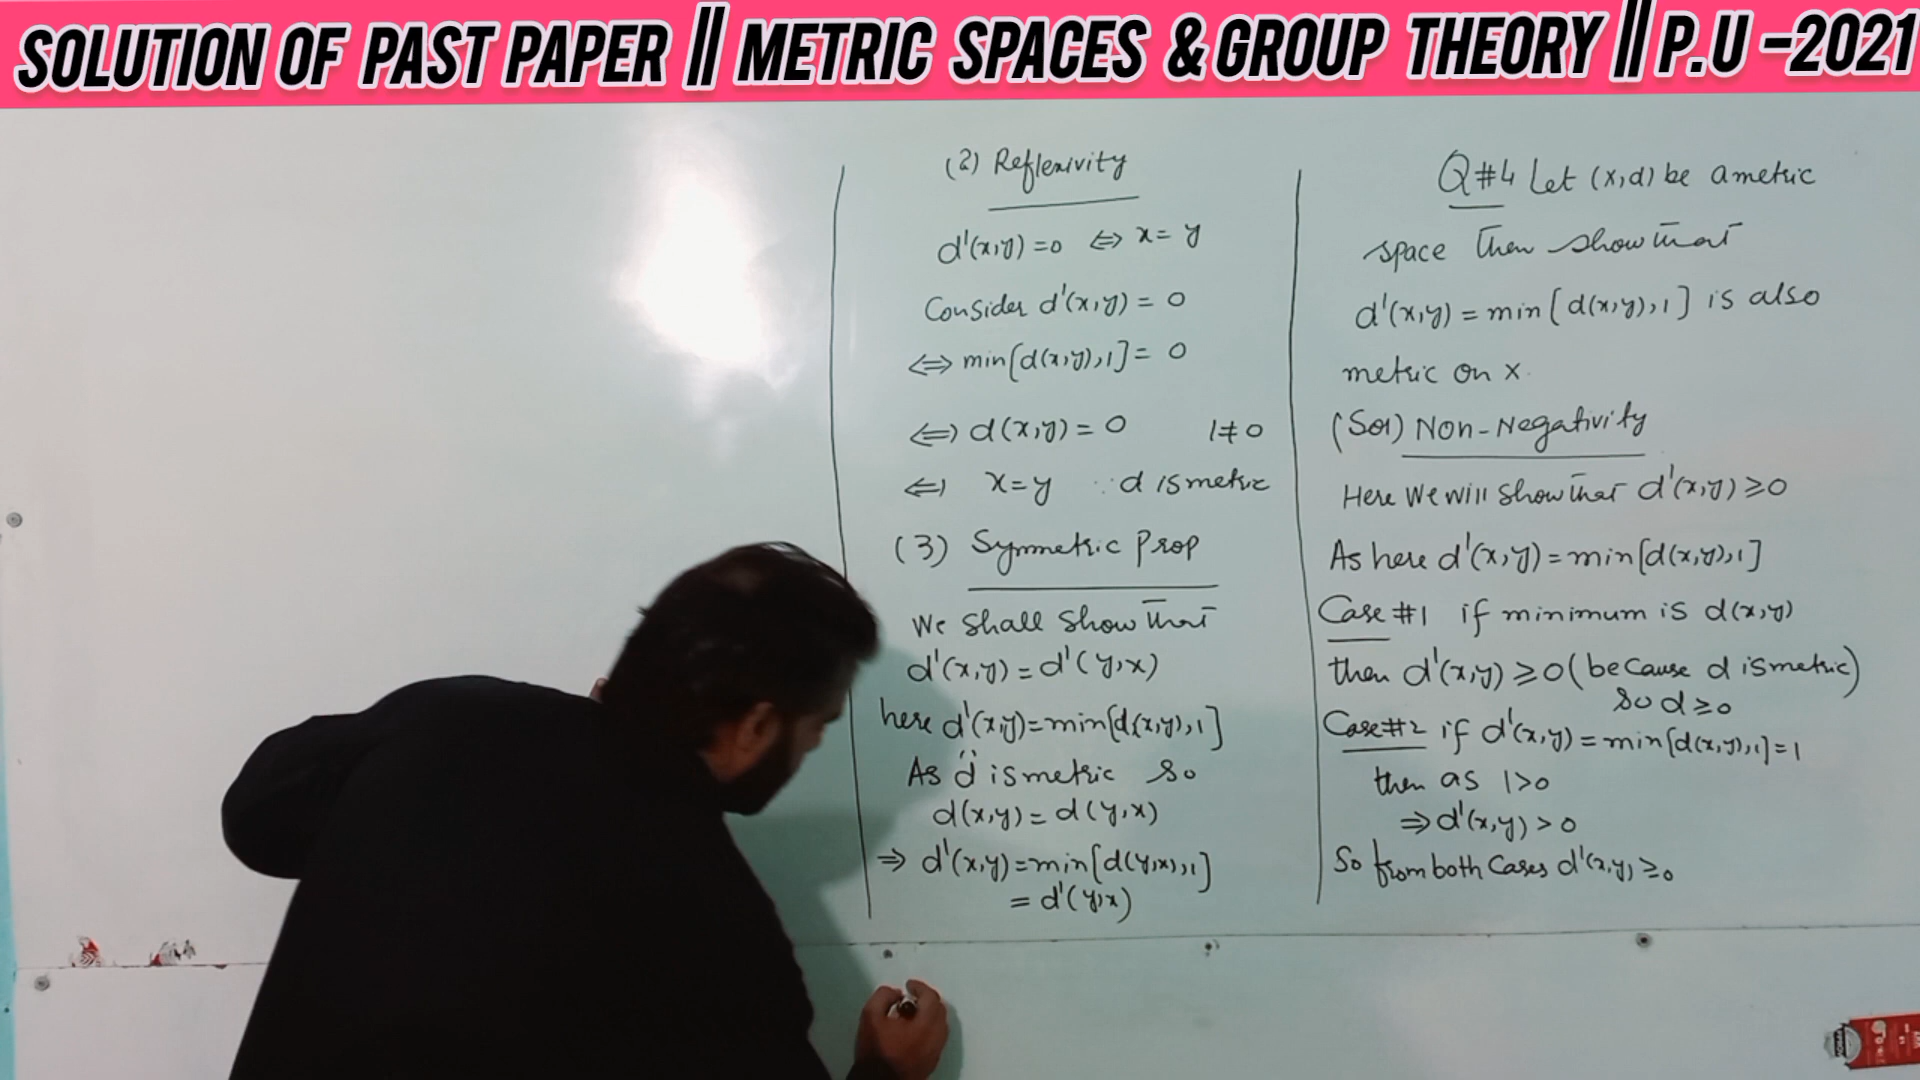 SOLUTION OF PAST PAPER || METRIC SPACES & GROUP THEORY || P.U -2021
Q#4 Let (x,d) be a metric
space then show that
d'(x,y) = min[d(x,y),1] is also
metric on x.
(Sol) Non-Negativity
Here We will show that d'(x,y) ≥ 0
As here d'(x,y) = min[d(x,y),1]
Case #1 if minimum is d(x,y)
then d'(x,y) ≥ 0 (because d is metric)
so d ≥ 0
Case #2 if d'(x,y) = min[d(x,y),1] = 1
then as 1>0
⇒ d'(x,y) > 0
So from both Cases d'(x,y) ≥ 0
(2) Reflexivity
d'(x,y) = 0 ⇔ x = y
Consider d'(x,y) = 0
⇔ min[d(x,y),1] = 0
⇔ d(x,y) = 0 1 ≠ 0
⇔ x = y ∵ d is metric
(3) Symmetric Prop
We shall show that
d'(x,y) = d'(y,x)
here d'(x,y) = min[d(x,y),1]
As "d" is metric so
d(x,y) = d(y,x)
⇒ d'(x,y) = min[d(y,x),1]
= d'(y,x)